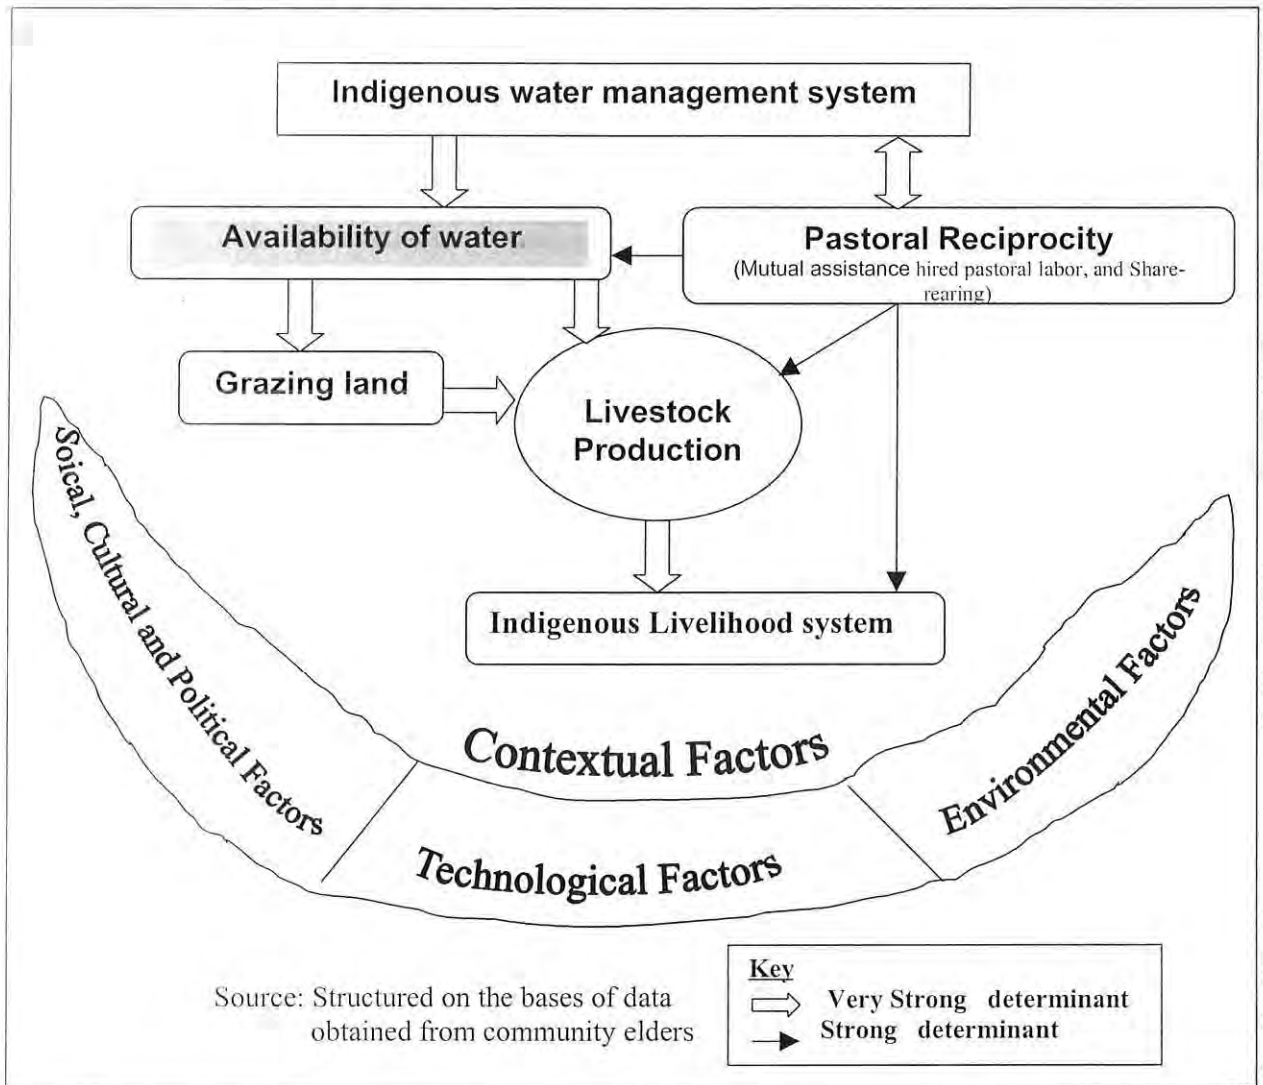 Indigenous water management system
Availability of water
Pastoral Reciprocity
(Mutual assistance hired pastoral labor, and Share-
rearing)
Grazing land
Livestock
Production
Indigenous Livelihood system
Soical, Cultural and Political Factors
Contextual Factors
Technological Factors
Environmental Factors
Source: Structured on the bases of data
obtained from community elders
Key
Very Strong determinant
Strong determinant